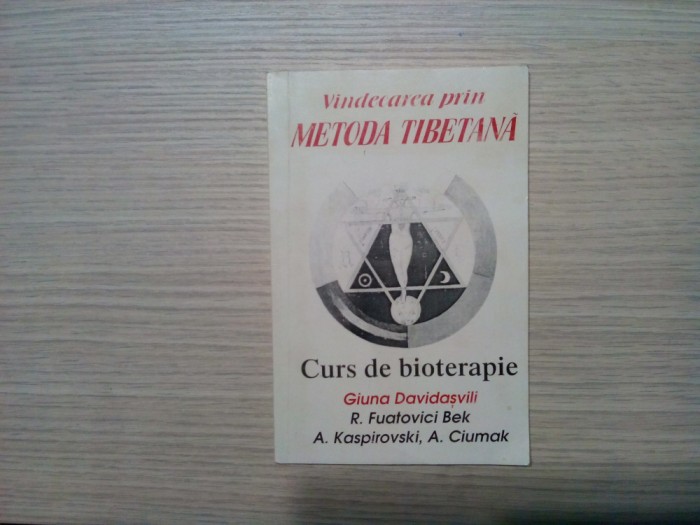 Vindecarea prin
METODA TIBETANĂ
Curs de bioterapie
Giuna Davidașvili
R. Fuatovici Bek
A. Kaspirovski, A. Ciumak